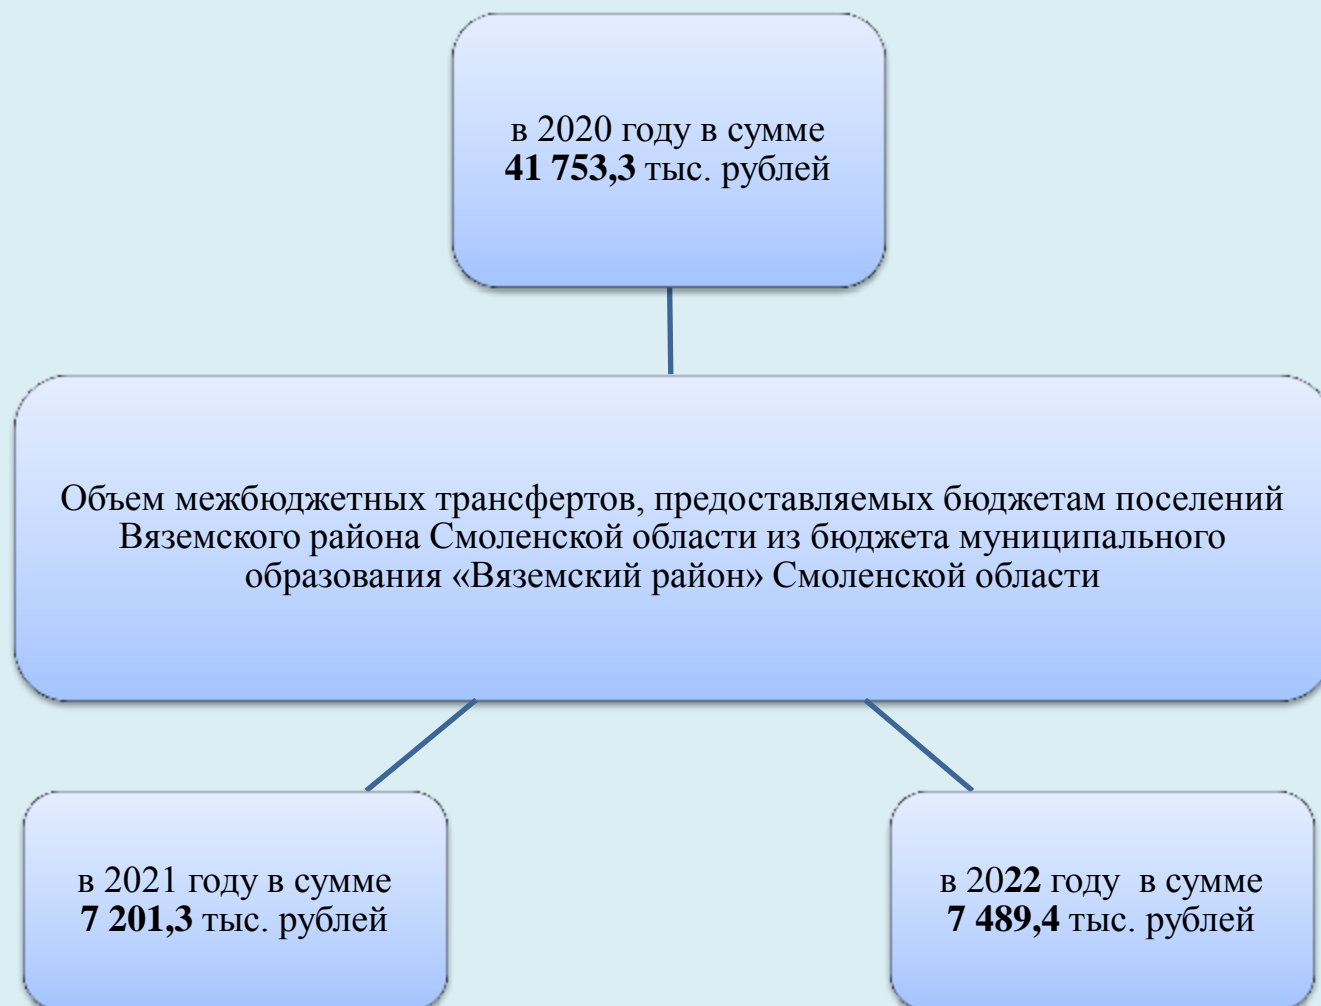 в 2020 году в сумме
41 753,3 тыс. рублей
Объем межбюджетных трансфертов, предоставляемых бюджетам поселений
Вяземского района Смоленской области из бюджета муниципального
образования «Вяземский район» Смоленской области
в 2021 году в сумме
7 201,3 тыс. рублей
в 2022 году в сумме
7 489,4 тыс. рублей